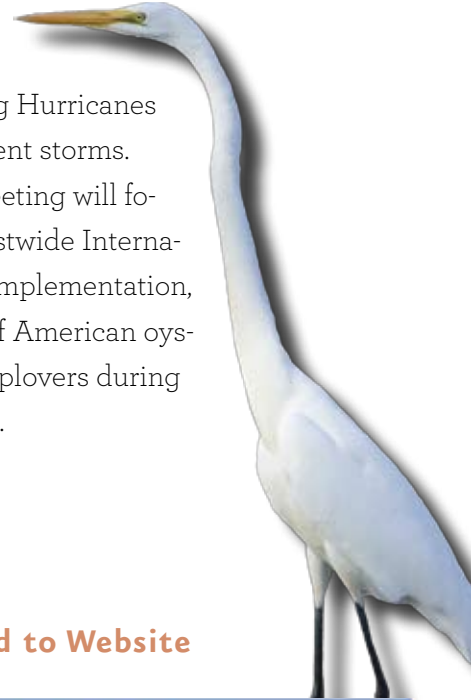 g Hurricanes
ent storms.
eting will fo-
stwide Interna-
mplementation,
f American oys-
plovers during
.
d to Website